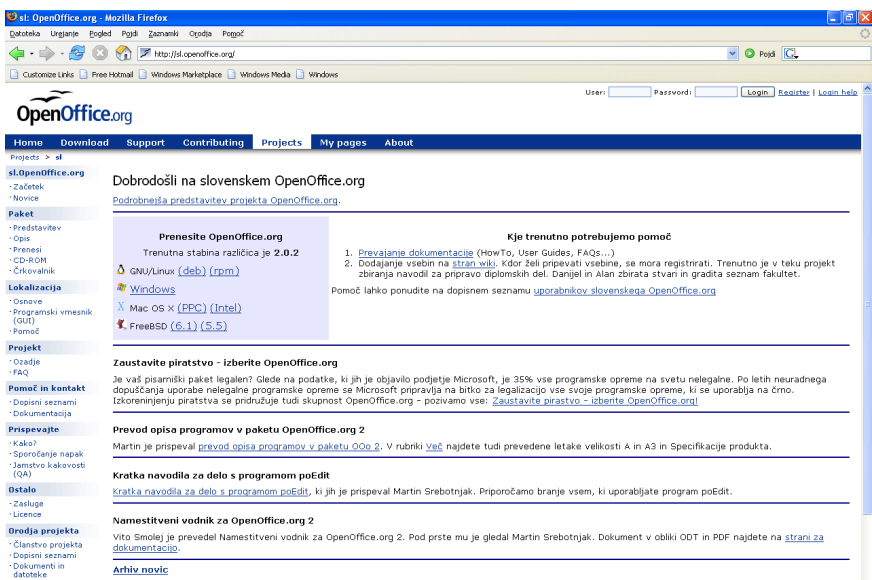 sl: OpenOffice.org - Mozilla Firefox
Datoteka Urejanje Pogled Pojdi Zaznamki Orodja Pomoč
http://sl.openoffice.org/ Pojdi
Customize Links Free Hotmail Windows Marketplace Windows Media Windows
User: Password: Login Register | Login help
OpenOffice.org
Home Download Support Contributing Projects My pages About
Projects > sl
sl.OpenOffice.org
Začetek
Novice
Paket
Predstavitev
Opis
Prenesi
CD-ROM
Črkovalnik
Lokalizacija
Osnove
Programski vmesnik
(GUI)
Pomoč
Projekt
Ozadje
FAQ
Pomoč in kontakt
Dopisni seznami
Dokumentacija
Prispevajte
Kako?
Sporočanje napak
Jamstvo kakovosti
(QA)
Ostalo
Zasluge
Licence
Orodja projekta
Članstvo projekta
Dopisni seznami
Dokumenti in
datoteke
Dobrodošli na slovenskem OpenOffice.org
Podrobnejša predstavitev projekta OpenOffice.org.
Prenesite OpenOffice.org
Trenutna stabina različica je 2.0.2
GNU/Linux (deb) (rpm)
Windows
Mac OS X (PPC) (Intel)
FreeBSD (6.1) (5.5)
Kje trenutno potrebujemo pomoč
1. Prevajanje dokumentacije (HowTo, User Guides, FAQs...)
2. Dodajanje vsebin na stran wiki. Kdor želi pripevati vsebine, se mora registrirati. Trenutno je v teku projekt
zbiranja navodil za pripravo diplomskih del. Danijel in Alan zbirata stvari in gradita seznam fakultet.
Pomoč lahko ponudite na dopisnem seznamu uporabnikov slovenskega OpenOffice.org
Zaustavite piratstvo - izberite OpenOffice.org
Je vaš pisarniški paket legalen? Glede na podatke, ki jih je objavilo podjetje Microsoft, je 35% vse programske opreme na svetu nelegalne. Po letih neuradnega
dopuščanja uporabe nelegalne programske opreme se Microsoft pripravlja na bitko za legalizacijo vse svoje programske opreme, ki se uporablja na črno.
Izkoreninjenju piratstva se pridružuje tudi skupnost OpenOffice.org - pozivamo vse: Zaustavite pirastvo - izberite OpenOffice.org!
Prevod opisa programov v paketu OpenOffice.org 2
Martin je prispeval prevod opisa programov v paketu OOo 2. V rubriki Več najdete tudi prevedene letake velikosti A in A3 in Specifikacije produkta.
Kratka navodila za delo s programom poEdit
Kratka navodila za delo s programom poEdit, ki jih je prispeval Martin Srebotnjak. Priporočamo branje vsem, ki uporabljate program poEdit.
Namestitveni vodnik za OpenOffice.org 2
Vito Smolej je prevedel Namestitveni vodnik za OpenOffice.org 2. Pod prste mu je gledal Martin Srebotnjak. Dokument v obliki ODT in PDF najdete na strani za
dokumentacijo.
Arhiv novic